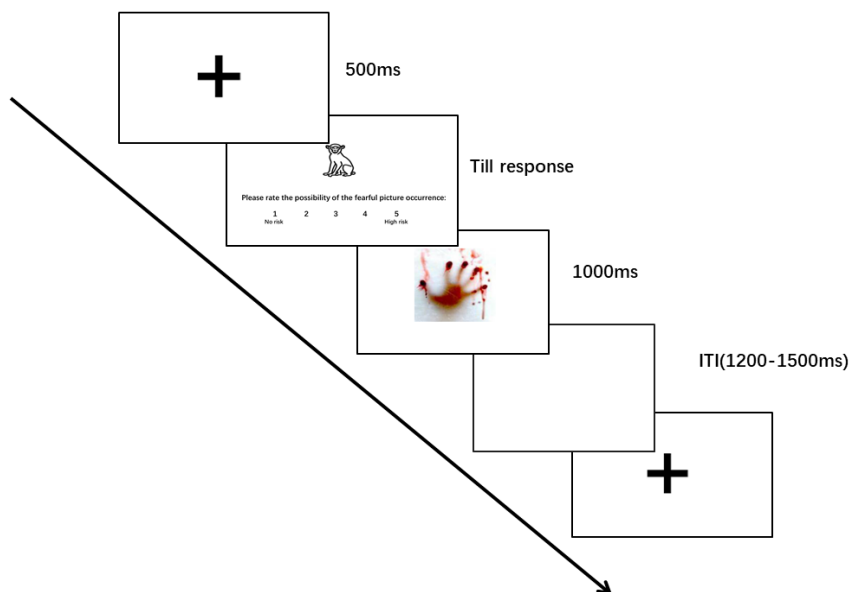 500ms
Till response
Please rate the possibility of the fearful picture occurrence:
1 2 3 4 5
No risk High risk
1000ms
ITI(1200-1500ms)